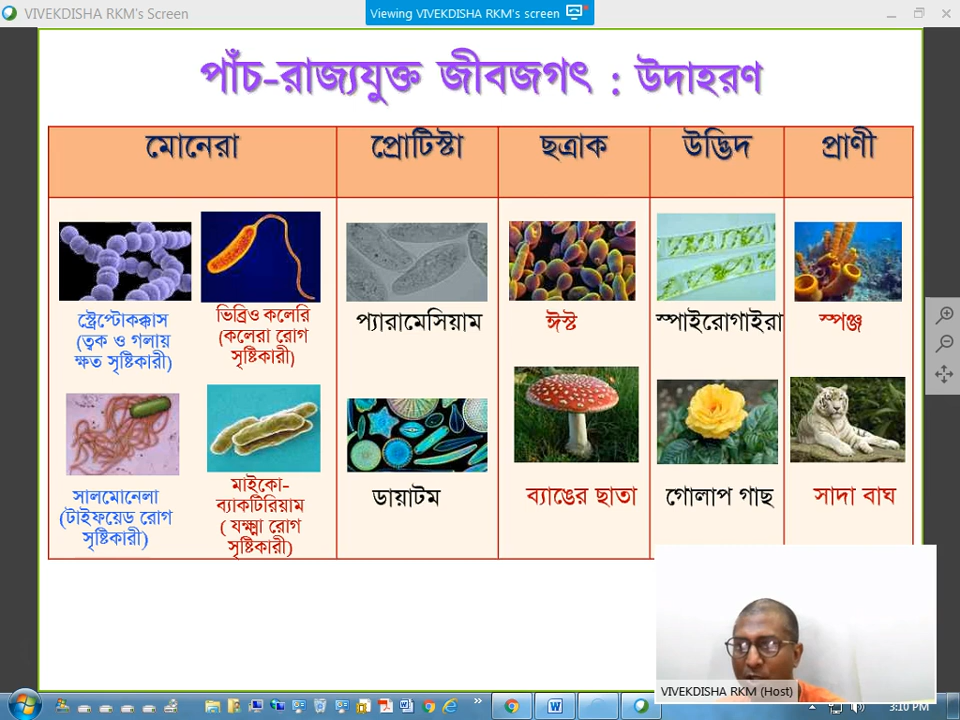 VIVEKDISHA RKM's Screen
Viewing VIVEKDISHA RKM's screen
পাঁচ-রাজ্যযুক্ত জীবজগৎ : উদাহরণ
মোনেরা
প্রোটিস্টা
ছত্রাক
উদ্ভিদ
প্রাণী
স্ট্রেপ্টোকক্কাস
(ত্বক ও গলায়
ক্ষত সৃষ্টিকারী)
ভিব্রিও কলেরি
(কলেরা রোগ
সৃষ্টিকারী)
প্যারামেসিয়াম
ঈস্ট
স্পাইরোগাইরা
স্পঞ্জ
সালমোনেলা
(টাইফয়েড রোগ
সৃষ্টিকারী)
মাইকো-
ব্যাকটিরিয়াম
( যক্ষ্মা রোগ
সৃষ্টিকারী)
ডায়াটম
ব্যাঙের ছাতা
গোলাপ গাছ
সাদা বাঘ
VIVEKDISHA RKM (Host)
3:10 PM